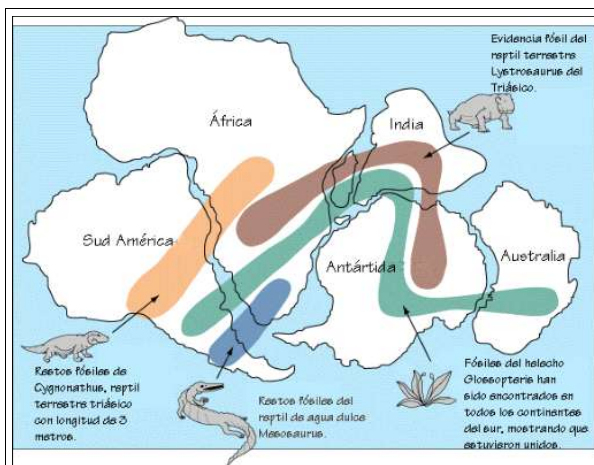 Evidencia fósil del
reptil terrestre
Lystrosaurus del
Triásico.
África
India
Sud América
Antártida
Australia
Restos fósiles de
Cygnonathus, reptil
terrestre triásico
con longitud de 3
metros.
Restos fósiles del
reptil de agua dulce
Mesosaurus.
Fósiles del helecho
Glossopteris han
sido encontrados en
todos los continentes
del sur, mostrando que
estuvieron unidos.